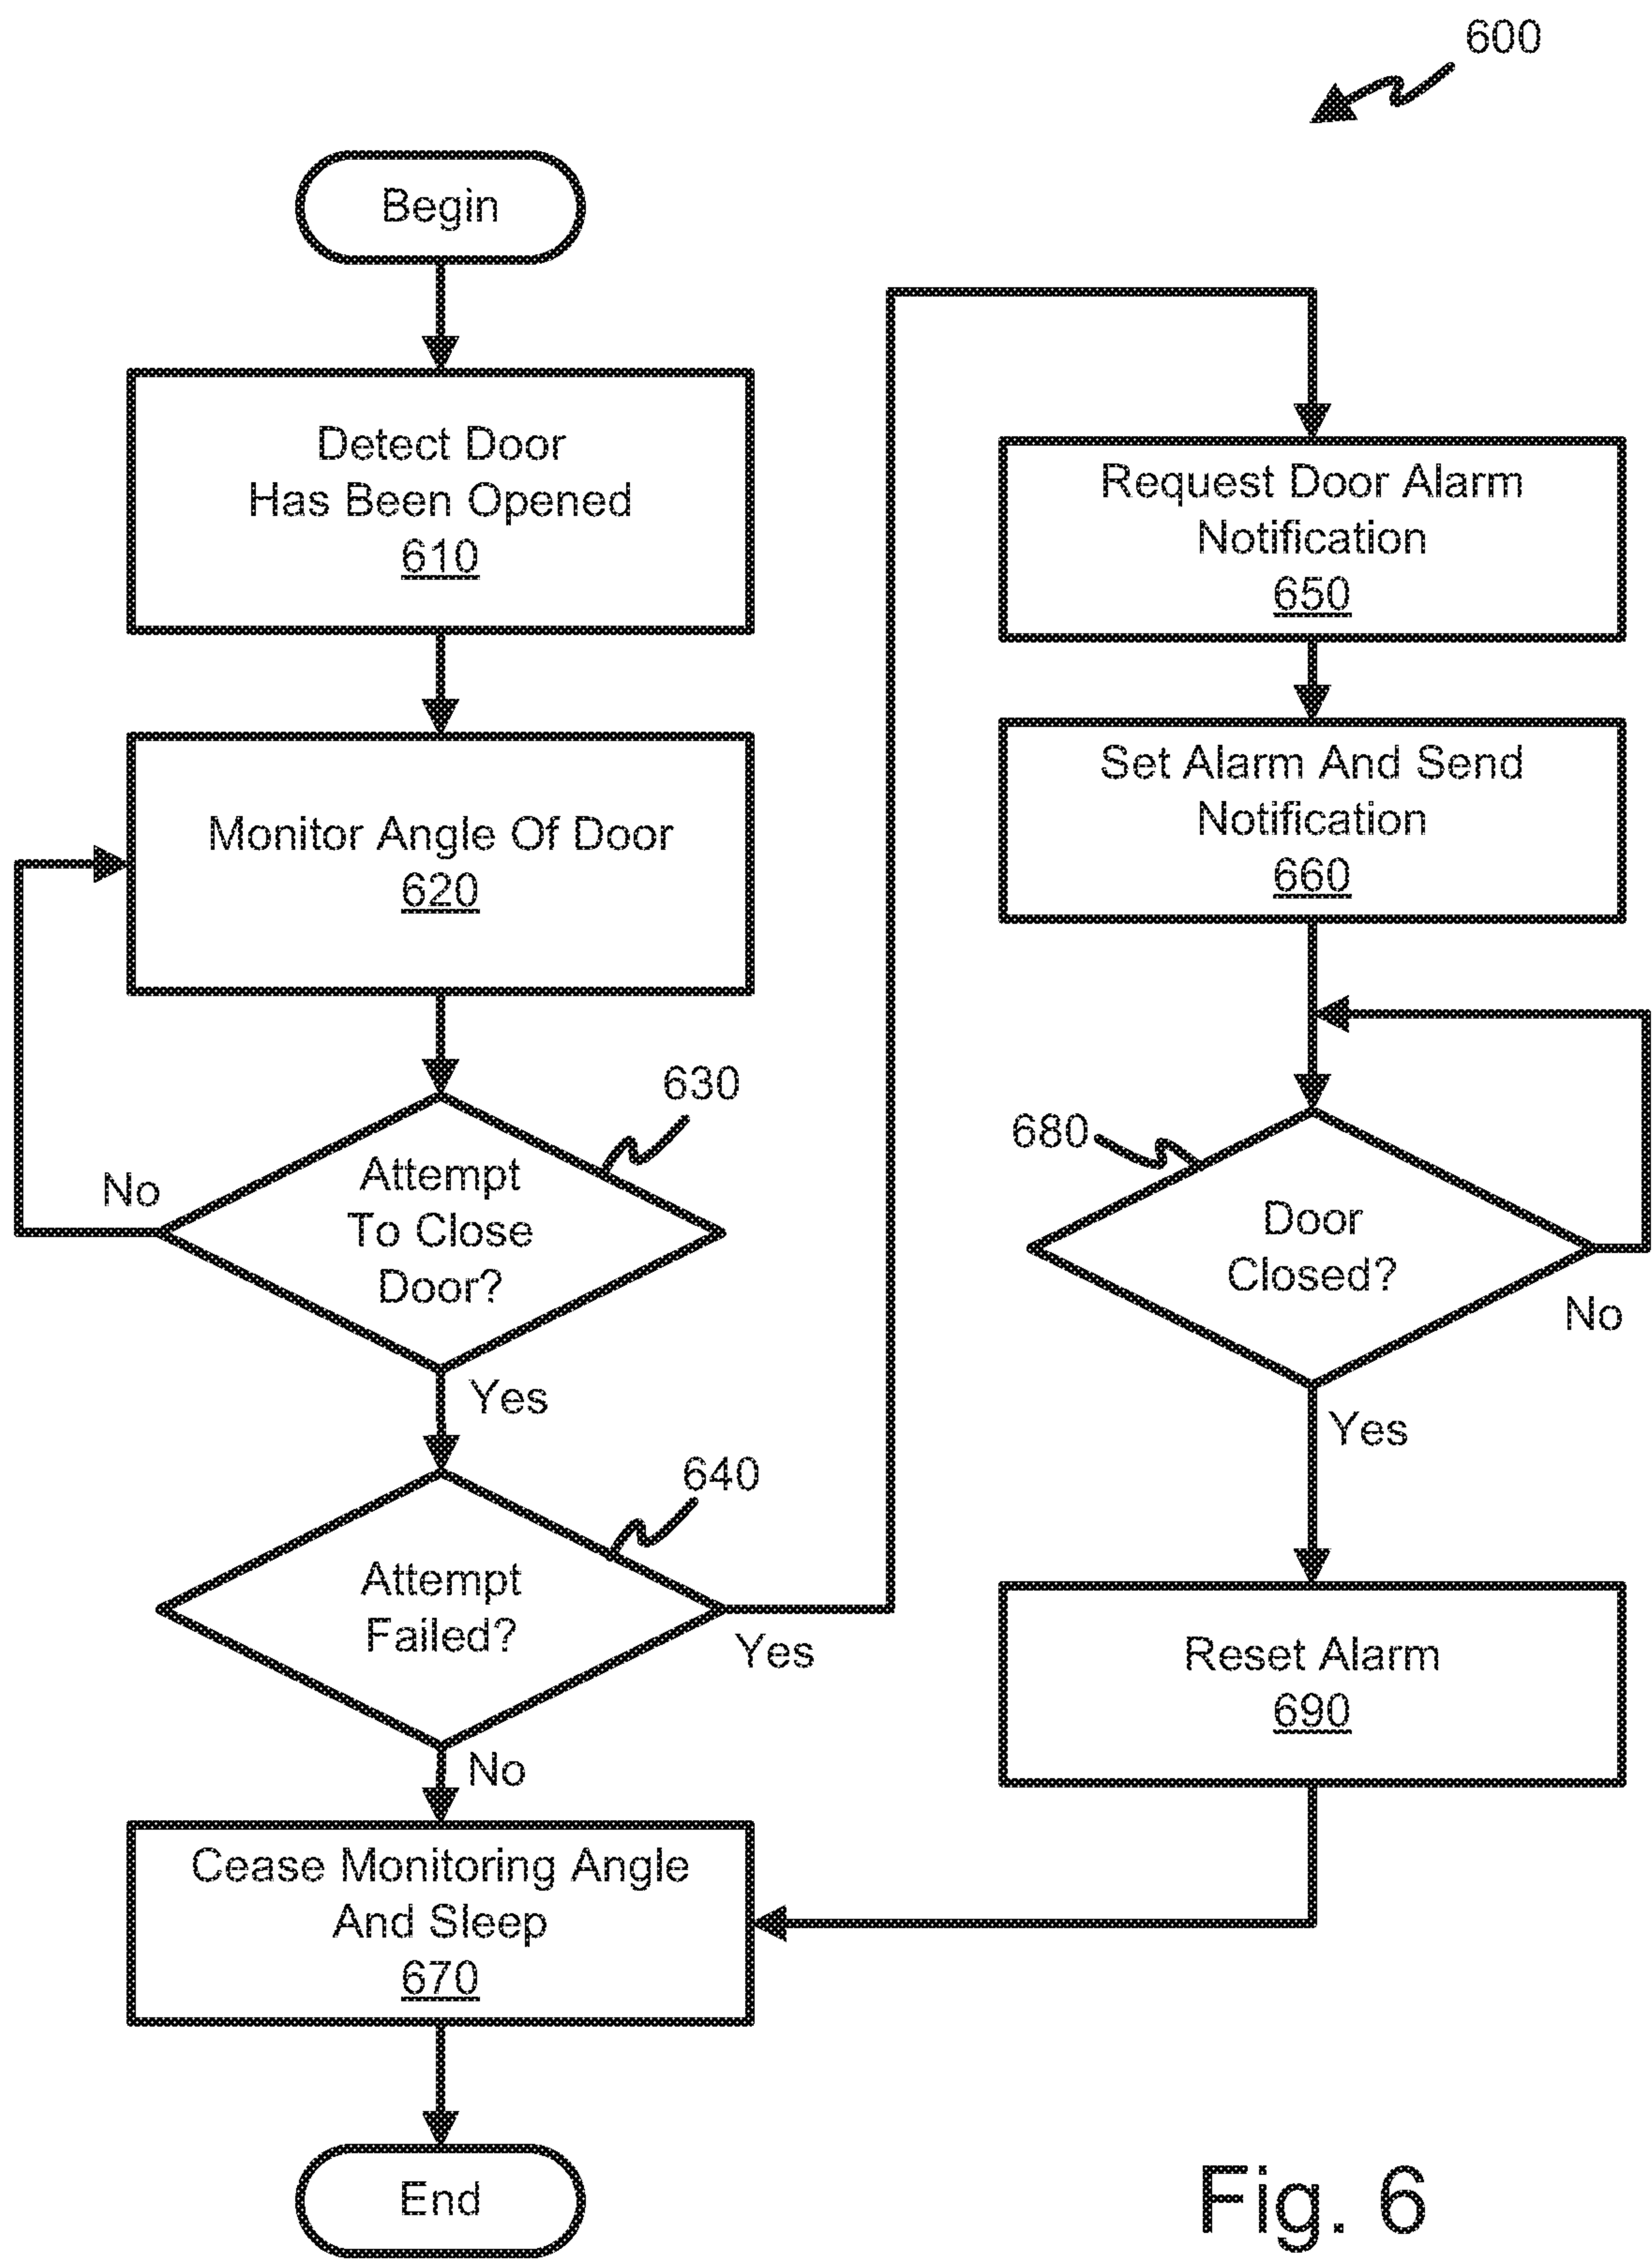 600
Begin
Detect Door
Has Been Opened
610
Monitor Angle Of Door
620
630
Attempt
To Close
Door?
No
Yes
640
Attempt
Failed?
Yes
No
Cease Monitoring Angle
And Sleep
670
End
Request Door Alarm
Notification
650
Set Alarm And Send
Notification
660
680
Door
Closed?
No
Yes
Reset Alarm
690
Fig. 6